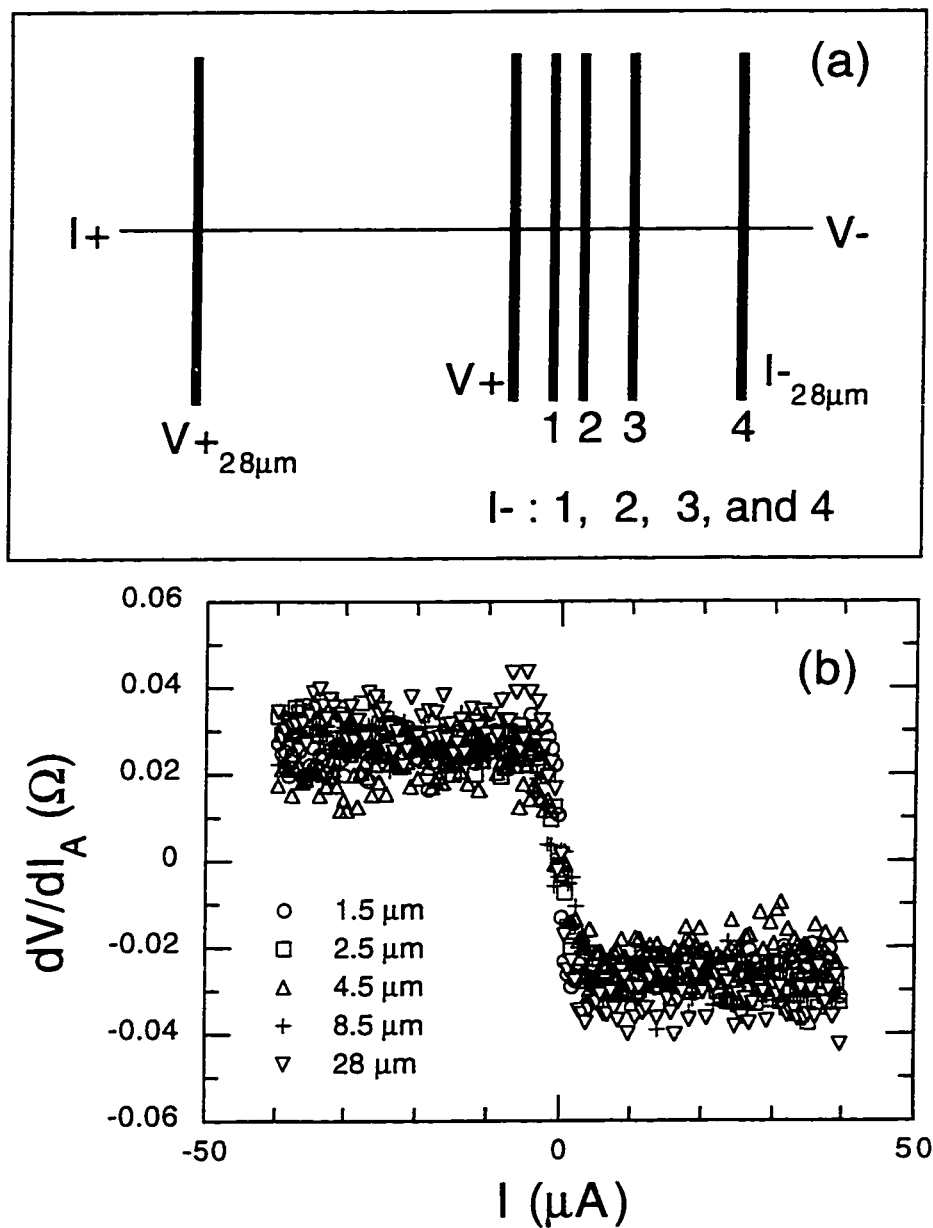 (a)
I+
V-
V+
I-28µm
1 2 3 4
V+28µm
I- : 1, 2, 3, and 4
0.06
(b)
0.04
0.02
dV/dI_A (Ω)
0
1.5 µm
-0.02
2.5 µm
4.5 µm
-0.04
8.5 µm
28 µm
-0.06
-50 0 50
I (µA)